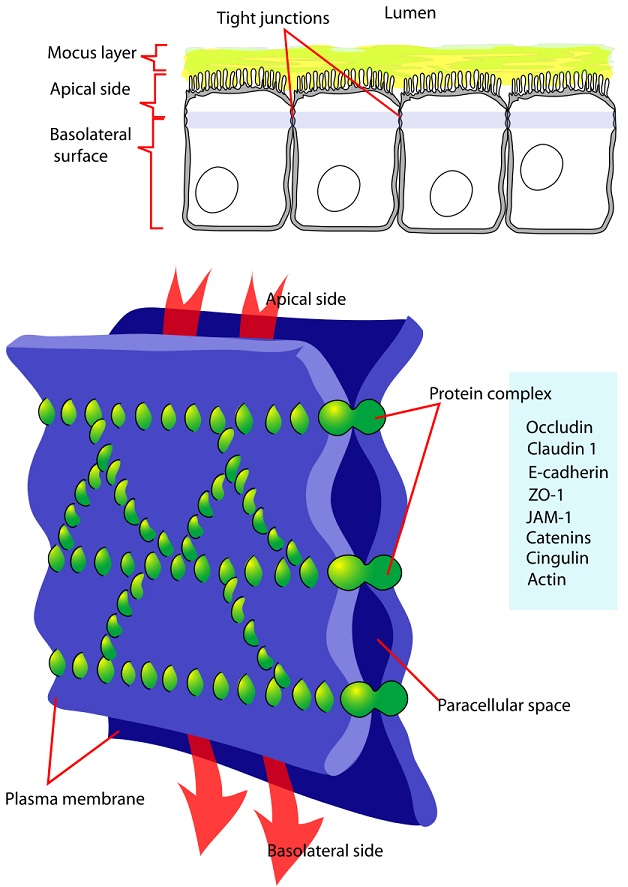 Tight junctions
Lumen
Mocus layer
Apical side
Basolateral
surface
Apical side
Protein complex
Occludin
Claudin 1
E-cadherin
ZO-1
JAM-1
Catenins
Cingulin
Actin
Paracellular space
Plasma membrane
Basolateral side